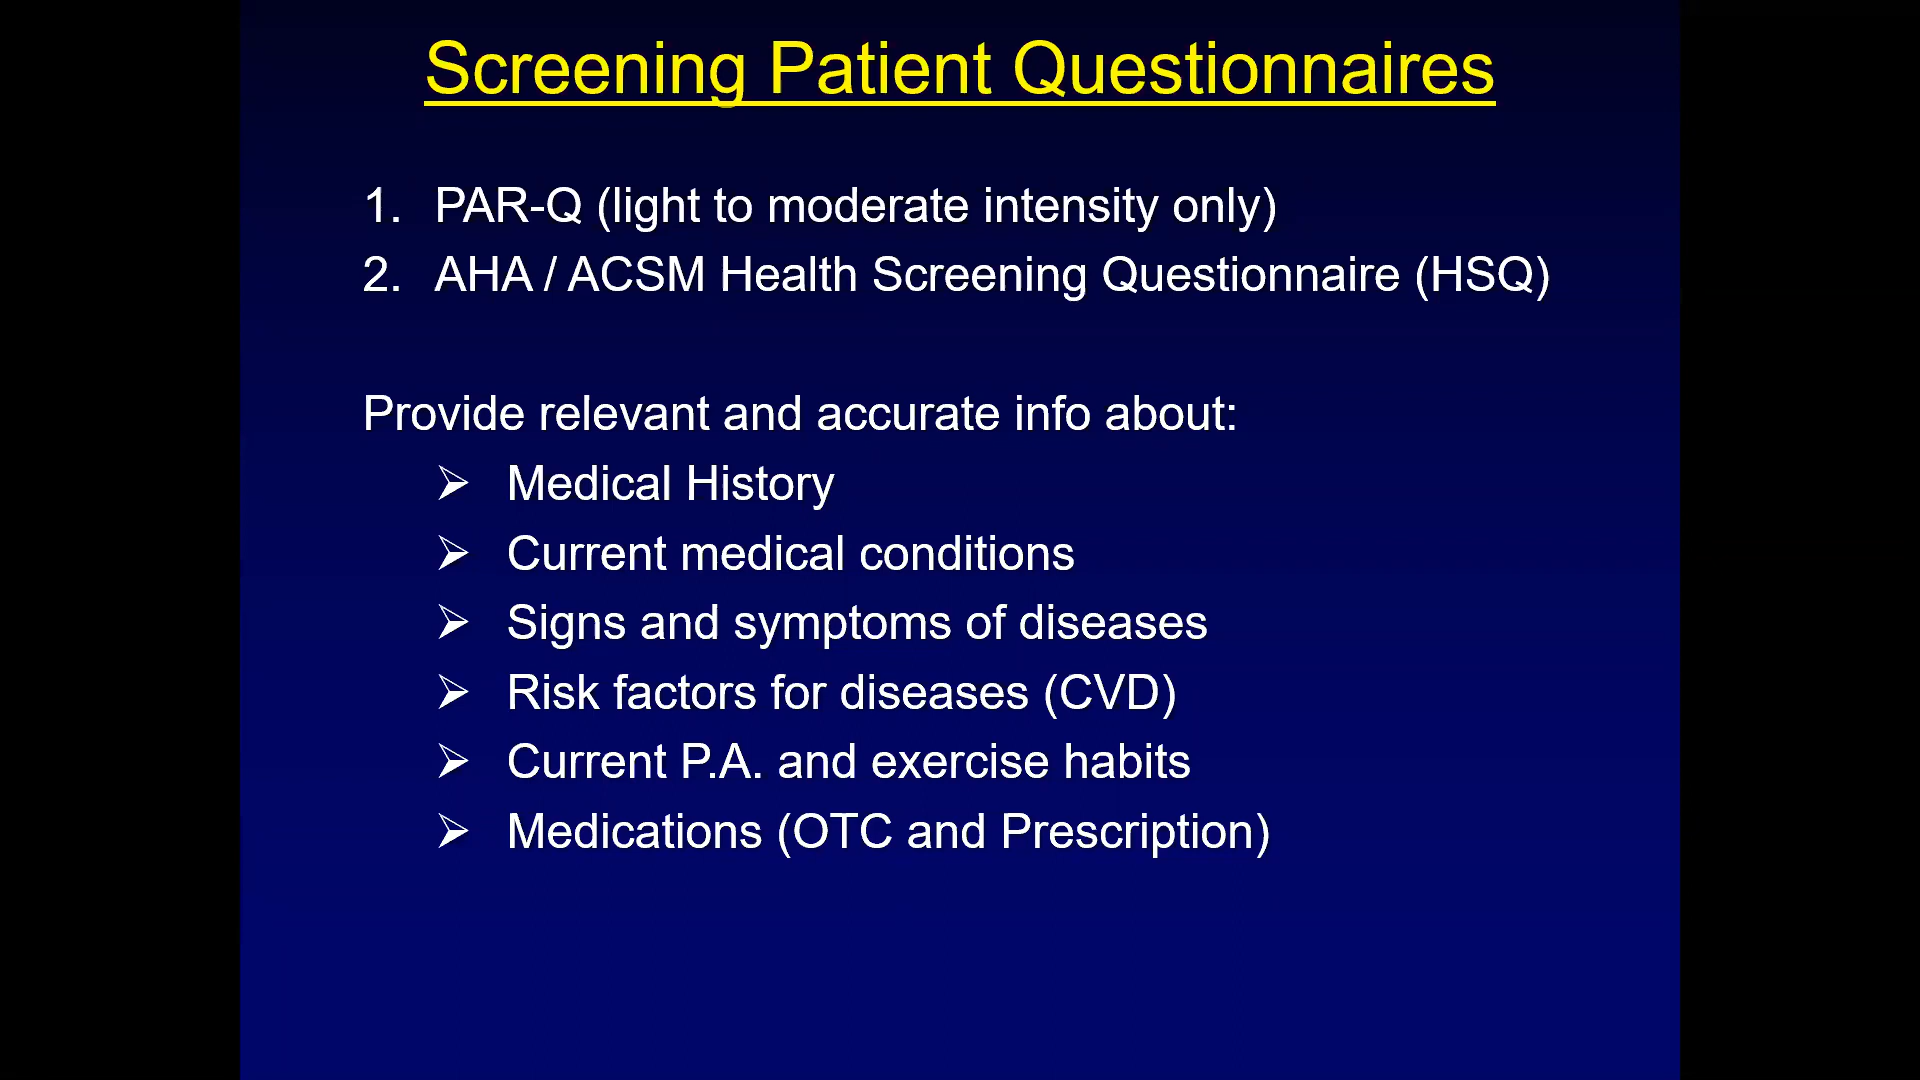 Screening Patient Questionnaires
1. PAR-Q (light to moderate intensity only)
2. AHA / ACSM Health Screening Questionnaire (HSQ)
Provide relevant and accurate info about:
➢ Medical History
➢ Current medical conditions
➢ Signs and symptoms of diseases
➢ Risk factors for diseases (CVD)
➢ Current P.A. and exercise habits
➢ Medications (OTC and Prescription)